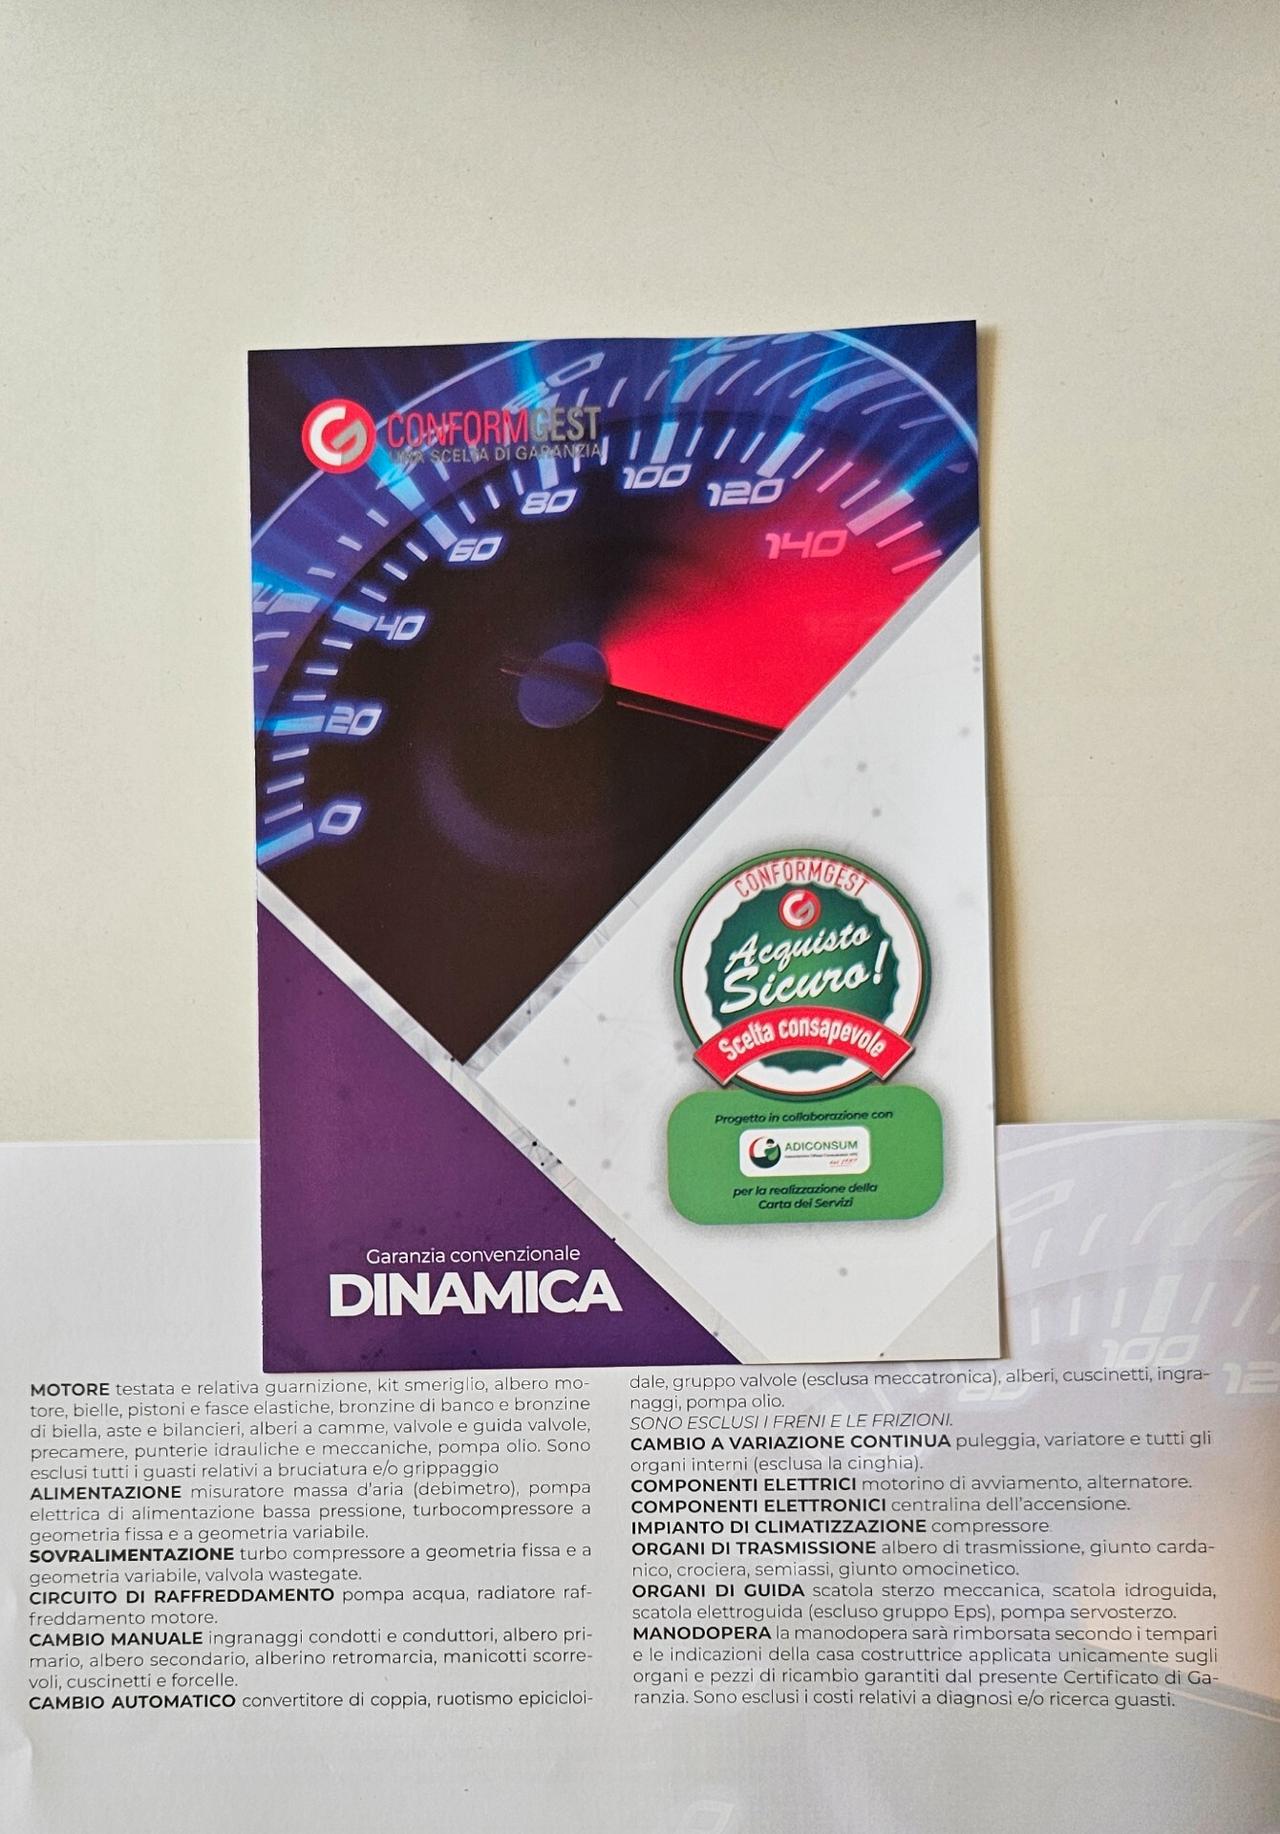 CONFORMGEST
UNA SCELTA DI GARANZIA
80
100
120
140
60
40
20
0
CONFORMGEST
Acquisto
Sicuro!
Scelta consapevole
Progetto in collaborazione con
ADICONSUM
per la realizzazione della
Carta dei Servizi
Garanzia convenzionale
DINAMICA
100
80
12
MOTORE testata e relativa guarnizione, kit smeriglio, albero mo-
tore, bielle, pistoni e fasce elastiche, bronzine di banco e bronzine
di biella, aste e bilancieri, alberi a camme, valvole e guida valvole,
precamere, punterie idrauliche e meccaniche, pompa olio. Sono
esclusi tutti i guasti relativi a bruciatura e/o grippaggio
ALIMENTAZIONE misuratore massa d'aria (debimetro), pompa
elettrica di alimentazione bassa pressione, turbocompressore a
geometria fissa e a geometria variabile.
SOVRALIMENTAZIONE turbo compressore a geometria fissa e a
geometria variabile, valvola wastegate.
CIRCUITO DI RAFFREDDAMENTO pompa acqua, radiatore raf-
freddamento motore.
CAMBIO MANUALE ingranaggi condotti e conduttori, albero pri-
mario, albero secondario, alberino retromarcia, manicotti scorre-
voli, cuscinetti e forcelle.
CAMBIO AUTOMATICO convertitore di coppia, ruotismo epicicloi-
dale, gruppo valvole (esclusa meccatronica), alberi, cuscinetti, ingra-
naggi, pompa olio.
SONO ESCLUSI I FRENI E LE FRIZIONI.
CAMBIO A VARIAZIONE CONTINUA puleggia, variatore e tutti gli
organi interni (esclusa la cinghia).
COMPONENTI ELETTRICI motorino di avviamento, alternatore.
COMPONENTI ELETTRONICI centralina dell'accensione.
IMPIANTO DI CLIMATIZZAZIONE compressore.
ORGANI DI TRASMISSIONE albero di trasmissione, giunto carda-
nico, crociera, semiassi, giunto omocinetico.
ORGANI DI GUIDA scatola sterzo meccanica, scatola idroguida,
scatola elettroguida (escluso gruppo Eps), pompa servosterzo.
MANODOPERA la manodopera sarà rimborsata secondo i tempari
e le indicazioni della casa costruttrice applicata unicamente sugli
organi e pezzi di ricambio garantiti dal presente Certificato di Ga-
ranzia. Sono esclusi i costi relativi a diagnosi e/o ricerca guasti.